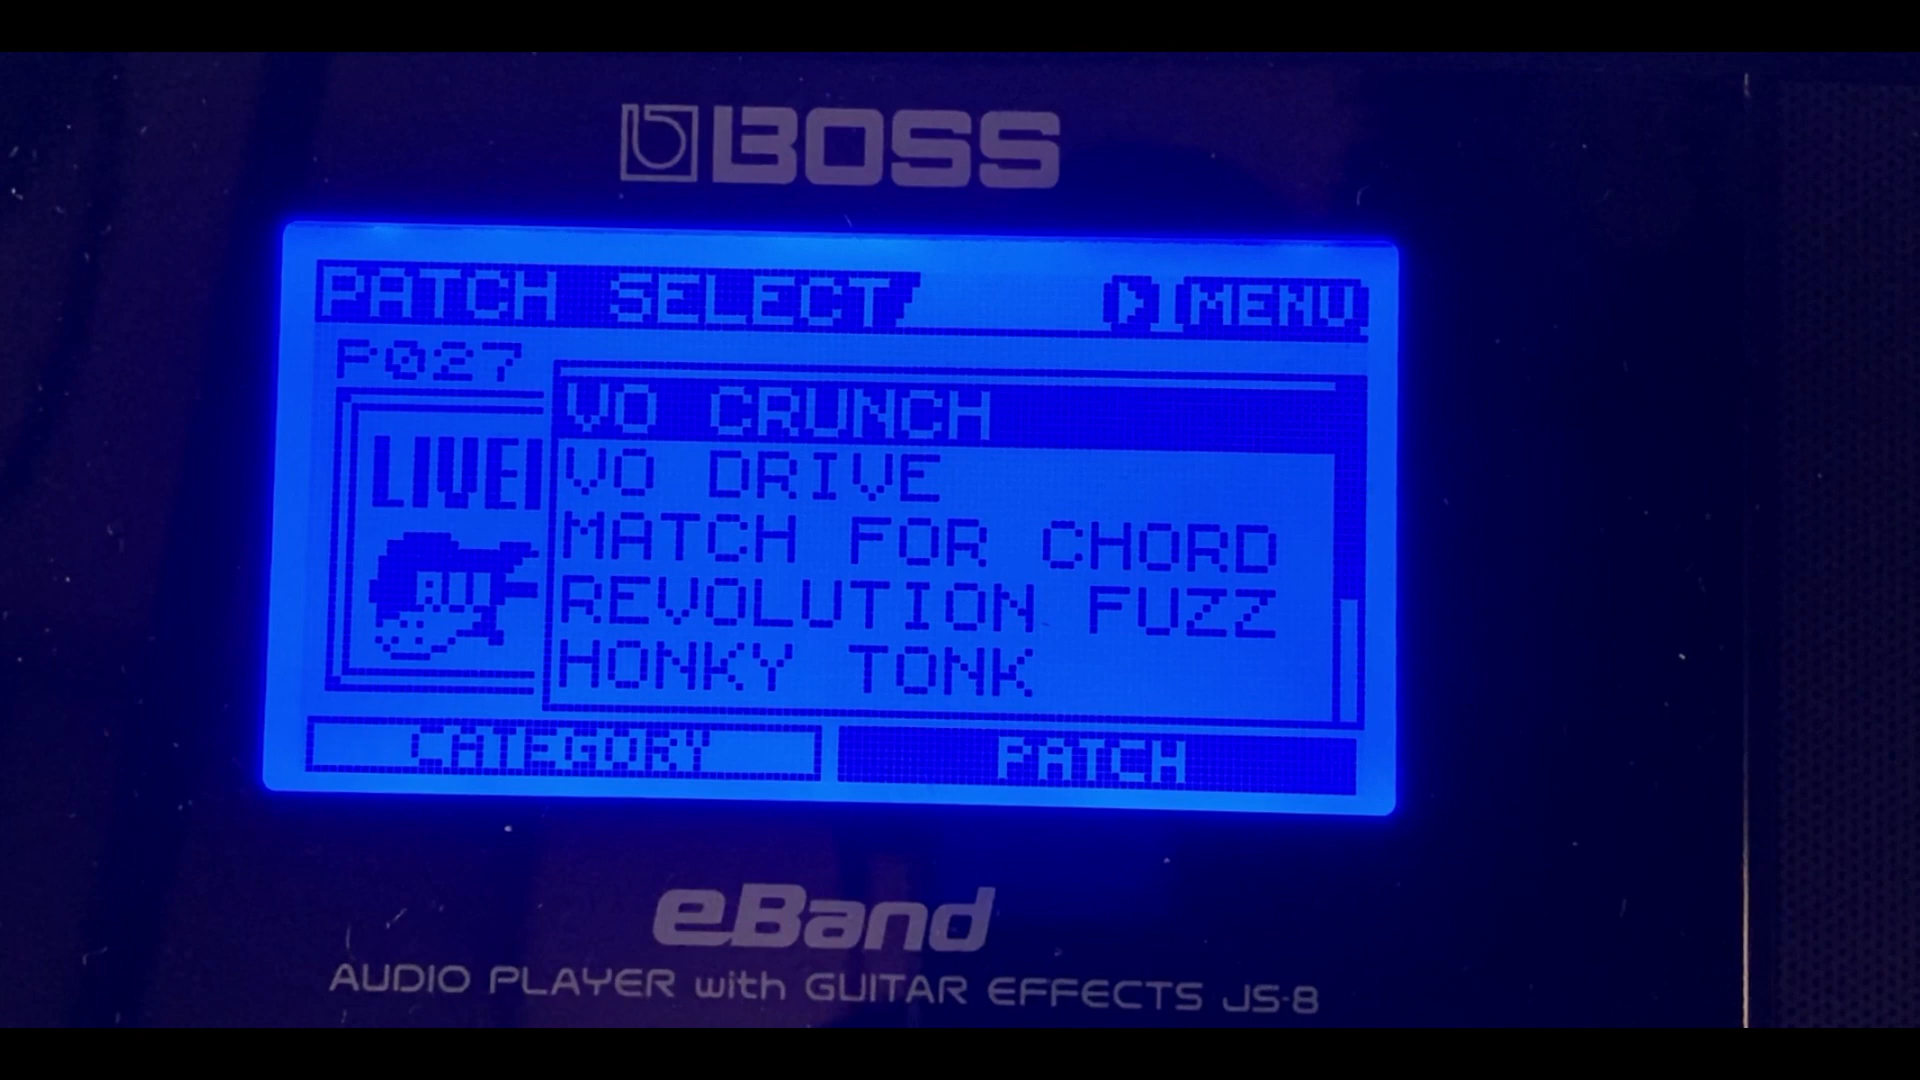 BOSS
PATCH SELECT MENU
P027
LIVE!
VO CRUNCH
VO DRIVE
MATCH FOR CHORD
REVOLUTION FUZZ
HONKY TONK
CATEGORY PATCH
eBand
AUDIO PLAYER with GUITAR EFFECTS JS-8